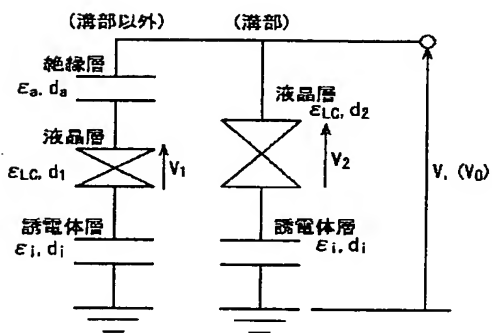 (溝部以外)
(溝部)
絶縁層
εa, da
液晶層
εLC, d1
V1
誘電体層
εi, di
液晶層
εLC, d2
V2
誘電体層
εi, di
V, (V0)